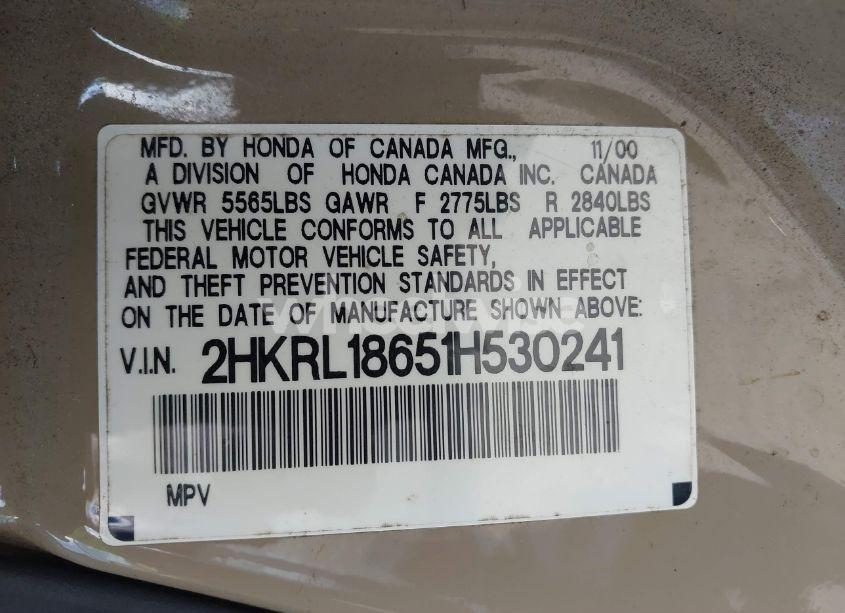 MFD. BY HONDA OF CANADA MFG., 11/00
A DIVISION OF HONDA CANADA INC. CANADA
GVWR 5565LBS GAWR F 2775LBS R 2840LBS
THIS VEHICLE CONFORMS TO ALL APPLICABLE
FEDERAL MOTOR VEHICLE SAFETY,
AND THEFT PREVENTION STANDARDS IN EFFECT
ON THE DATE OF MANUFACTURE SHOWN ABOVE:
V.I.N. 2HKRL18651H530241
MPV